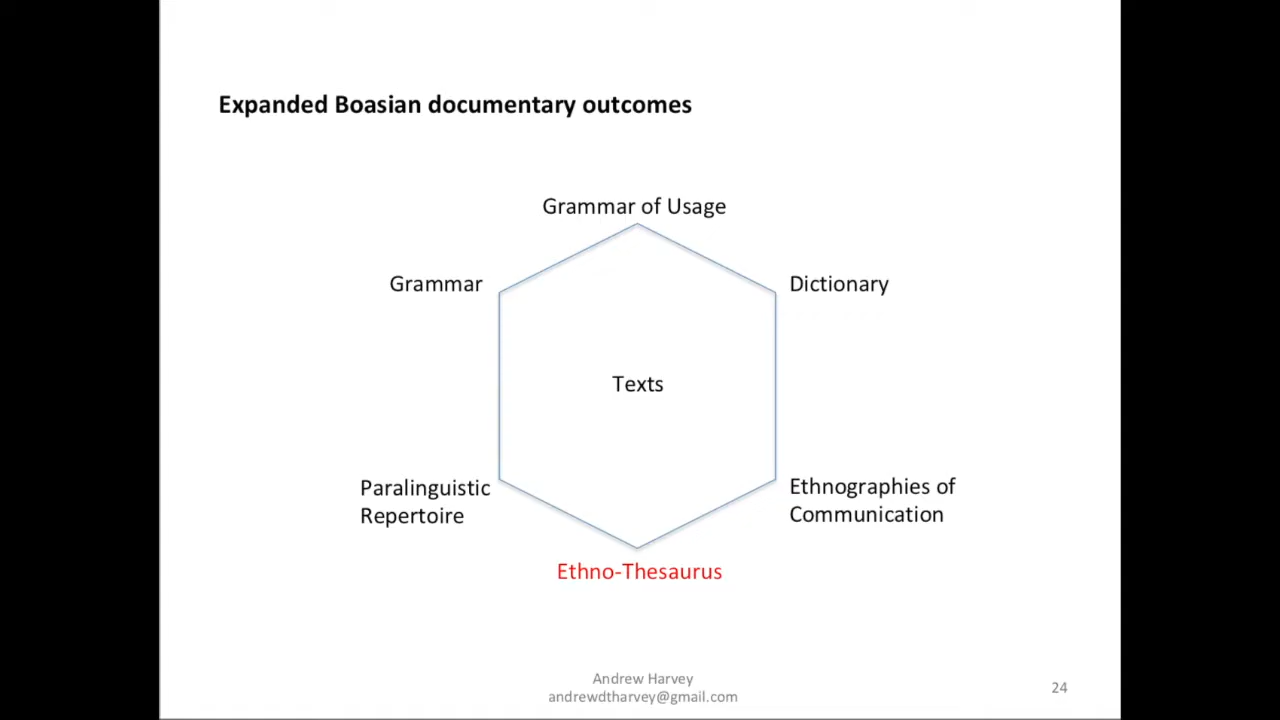 Expanded Boasian documentary outcomes
Grammar of Usage
Grammar
Dictionary
Texts
Paralinguistic
Repertoire
Ethnographies of
Communication
Ethno-Thesaurus
Andrew Harvey
andrewdtharvey@gmail.com
24